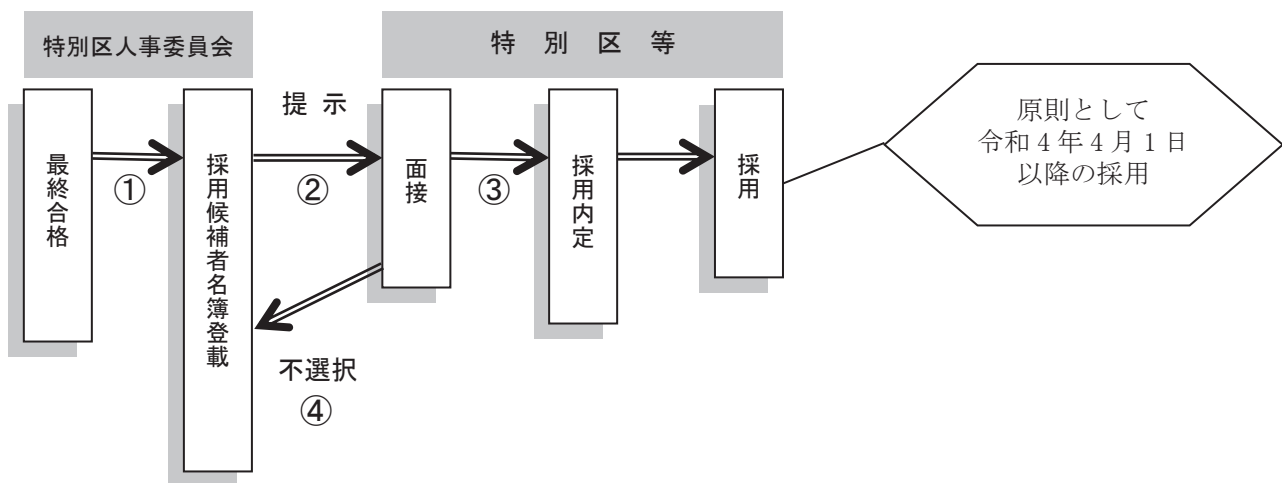 特別区人事委員会
特別区等
最終合格
①
採用候補者名簿登載
提示
②
面接
③
採用内定
採用
原則として
令和4年4月1日
以降の採用
不選択
④